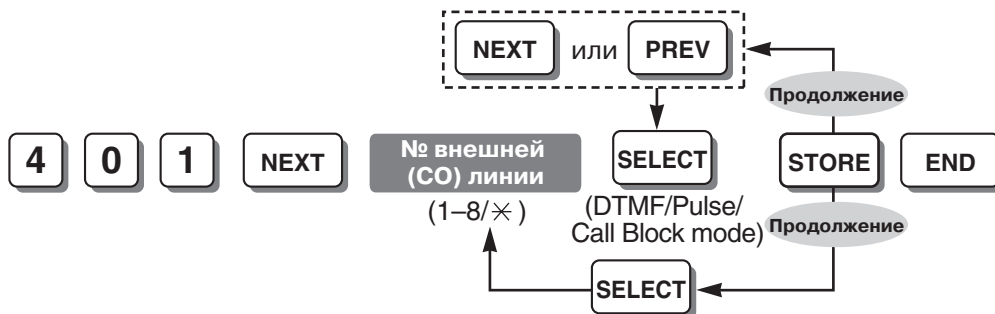 NEXT или PREV
Продолжение
4 0 1 NEXT № внешней
(CO) линии SELECT STORE END
(1–8/✳)
(DTMF/Pulse/
Call Block mode)
Продолжение
SELECT